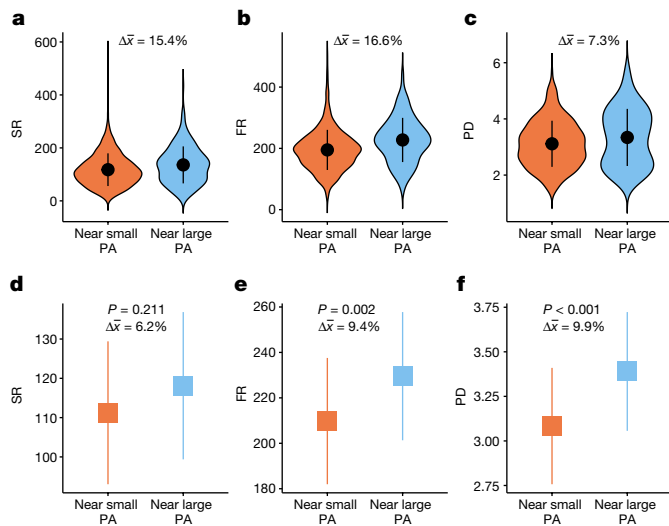 a
Δx̄ = 15.4%
SR
600
400
200
0
Near small
PA
Near large
PA
b
Δx̄ = 16.6%
FR
400
200
0
Near small
PA
Near large
PA
c
Δx̄ = 7.3%
PD
6
4
2
Near small
PA
Near large
PA
d
P = 0.211
Δx̄ = 6.2%
SR
130
120
110
100
Near small
PA
Near large
PA
e
P = 0.002
Δx̄ = 9.4%
FR
260
240
220
200
180
Near small
PA
Near large
PA
f
P < 0.001
Δx̄ = 9.9%
PD
3.75
3.50
3.25
3.00
2.75
Near small
PA
Near large
PA